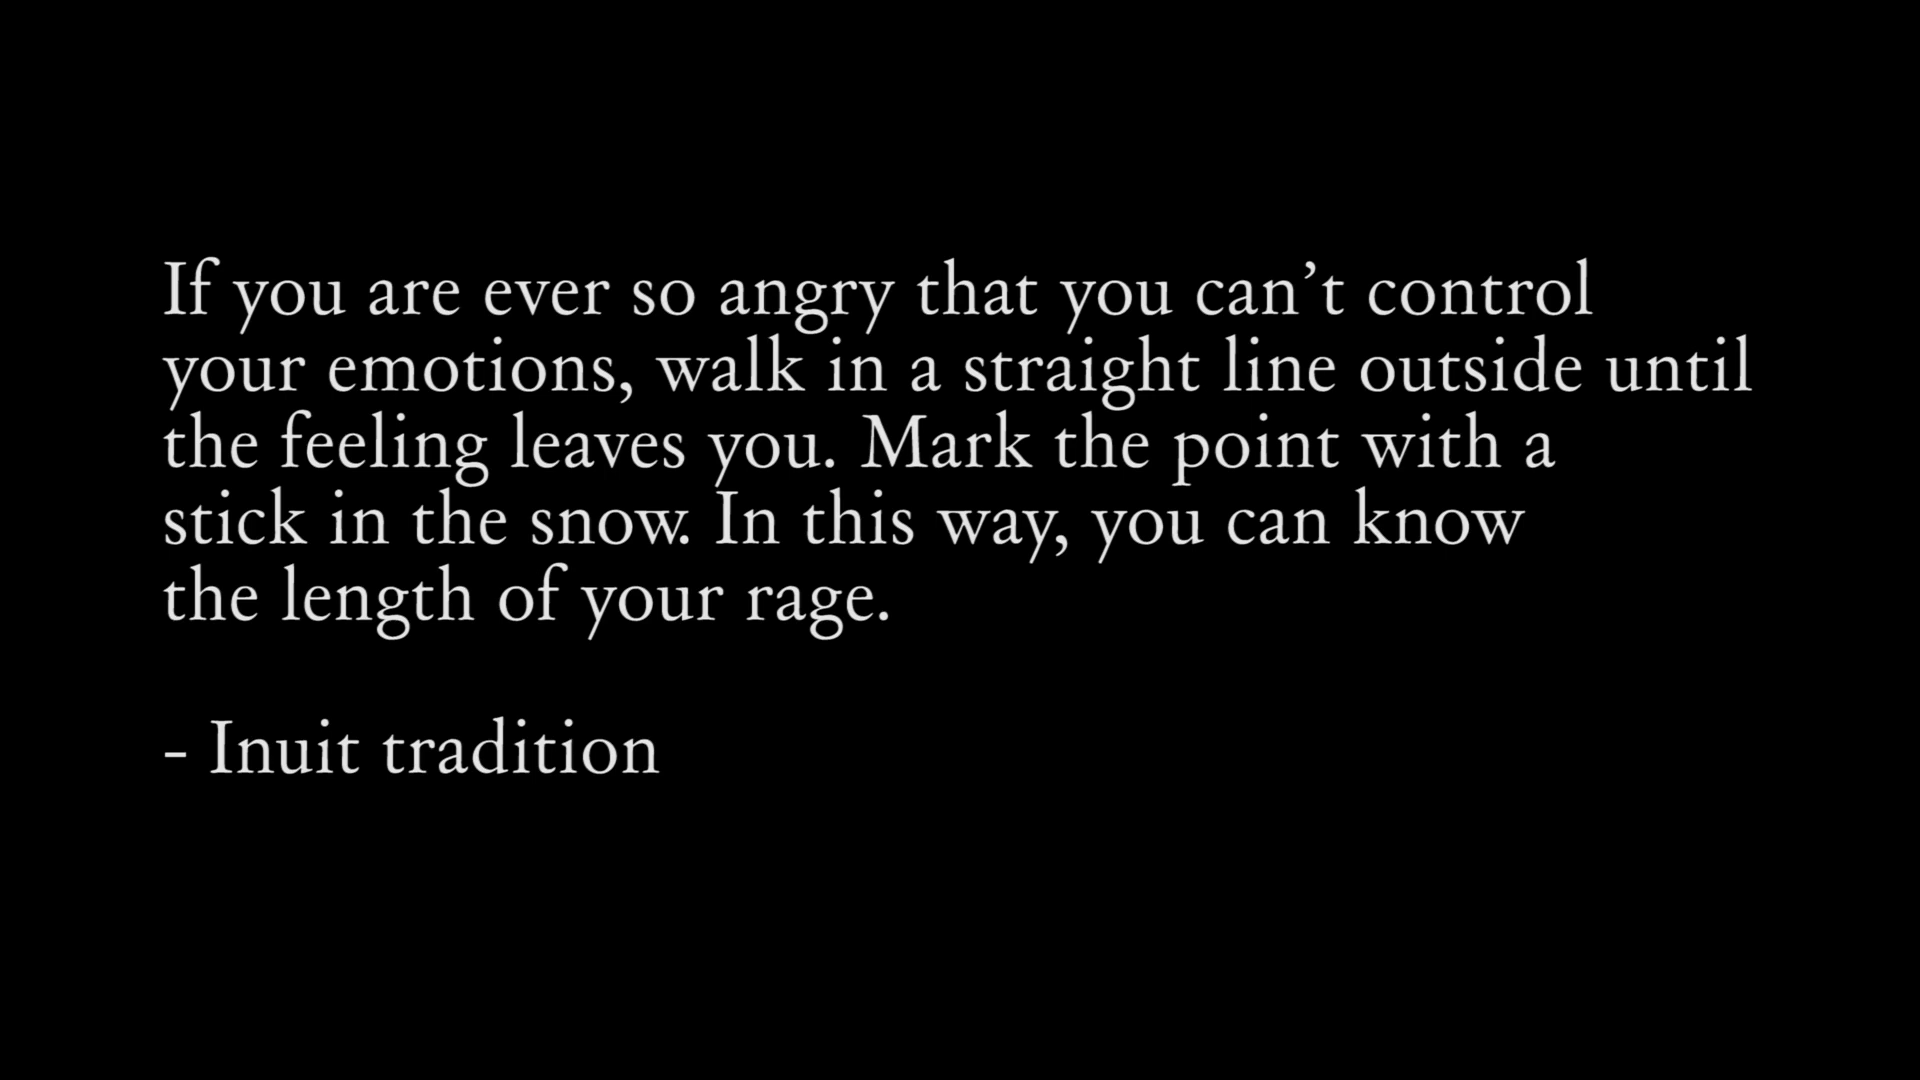 If you are ever so angry that you can’t control
your emotions, walk in a straight line outside until
the feeling leaves you. Mark the point with a
stick in the snow. In this way, you can know
the length of your rage.
- Inuit tradition